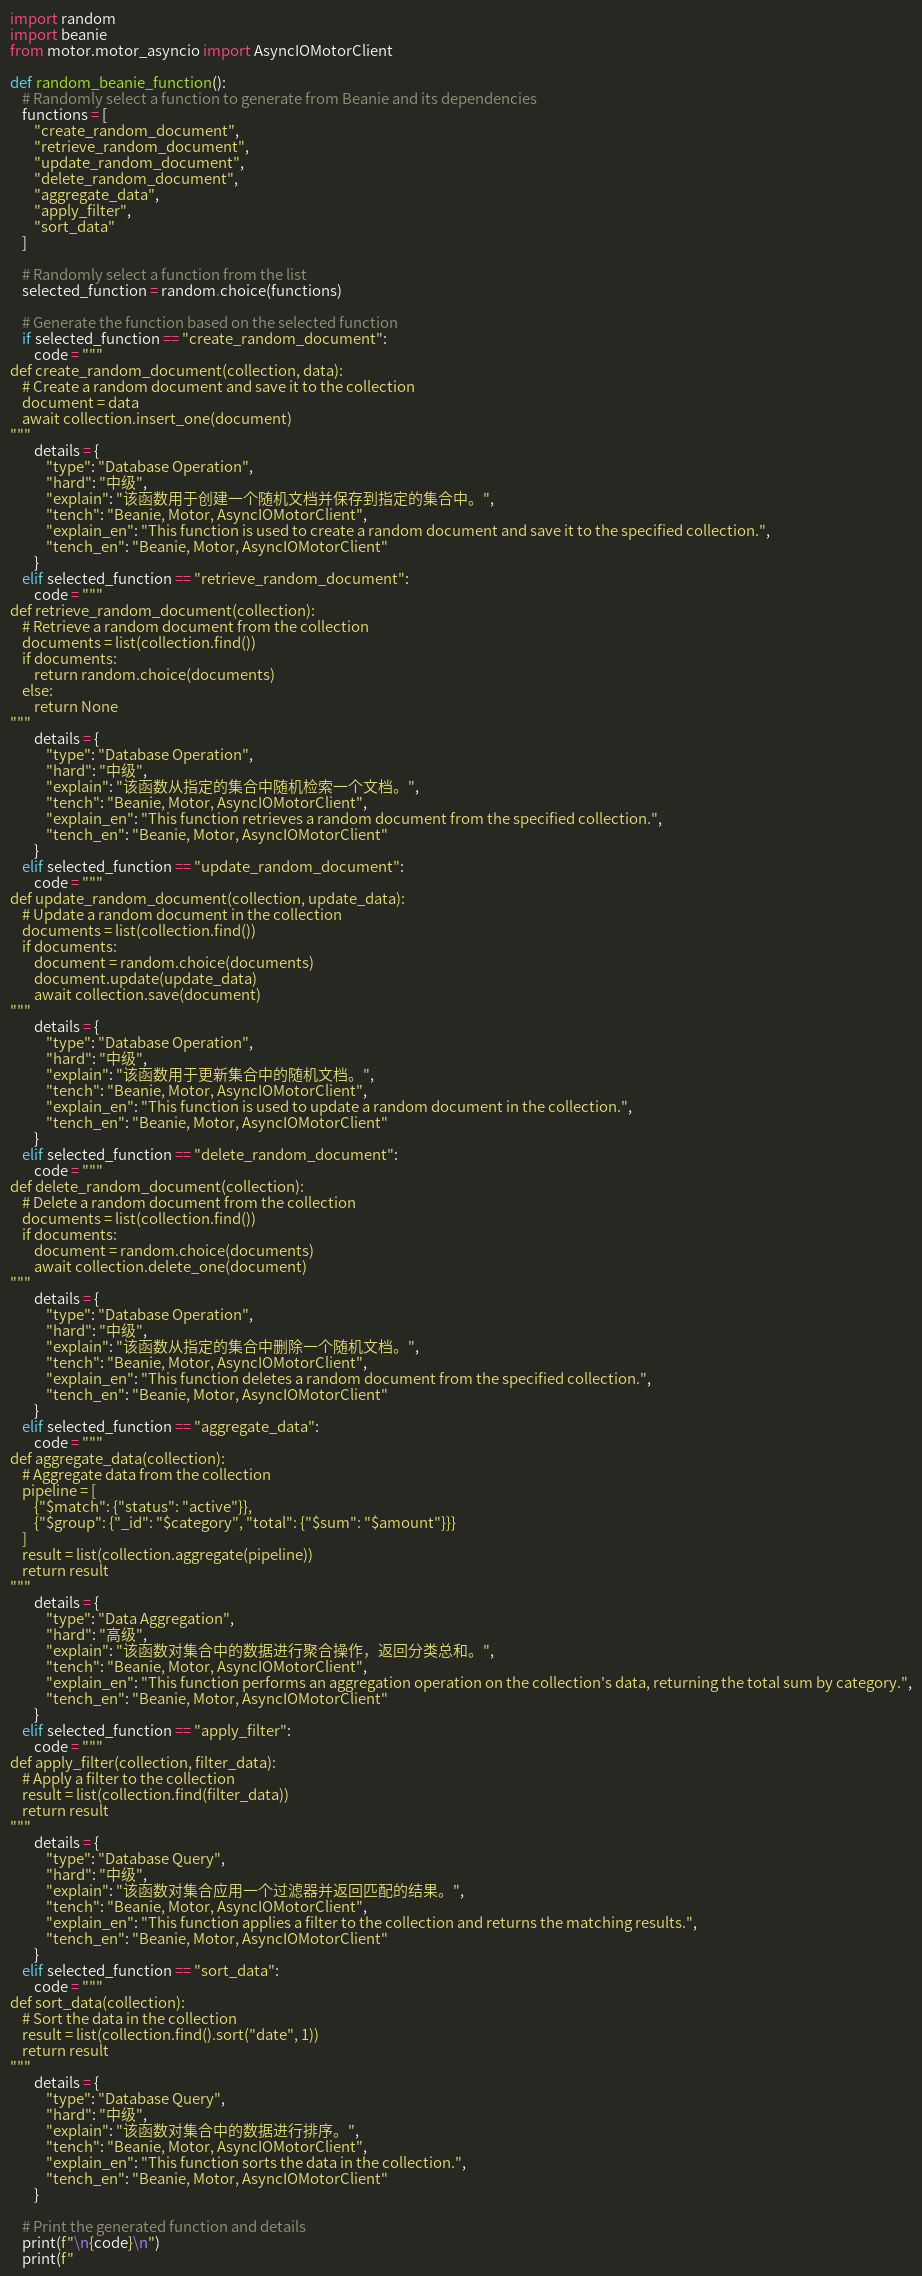 import random
import beanie
from motor.motor_asyncio import AsyncIOMotorClient

def random_beanie_function():
    # Randomly select a function to generate from Beanie and its dependencies
    functions = [
        "create_random_document",
        "retrieve_random_document",
        "update_random_document",
        "delete_random_document",
        "aggregate_data",
        "apply_filter",
        "sort_data"
    ]

    # Randomly select a function from the list
    selected_function = random.choice(functions)

    # Generate the function based on the selected function
    if selected_function == "create_random_document":
        code = """
def create_random_document(collection, data):
    # Create a random document and save it to the collection
    document = data
    await collection.insert_one(document)
"""
        details = {
            "type": "Database Operation",
            "hard": "中级",
            "explain": "该函数用于创建一个随机文档并保存到指定的集合中。",
            "tench": "Beanie, Motor, AsyncIOMotorClient",
            "explain_en": "This function is used to create a random document and save it to the specified collection.",
            "tench_en": "Beanie, Motor, AsyncIOMotorClient"
        }
    elif selected_function == "retrieve_random_document":
        code = """
def retrieve_random_document(collection):
    # Retrieve a random document from the collection
    documents = list(collection.find())
    if documents:
        return random.choice(documents)
    else:
        return None
"""
        details = {
            "type": "Database Operation",
            "hard": "中级",
            "explain": "该函数从指定的集合中随机检索一个文档。",
            "tench": "Beanie, Motor, AsyncIOMotorClient",
            "explain_en": "This function retrieves a random document from the specified collection.",
            "tench_en": "Beanie, Motor, AsyncIOMotorClient"
        }
    elif selected_function == "update_random_document":
        code = """
def update_random_document(collection, update_data):
    # Update a random document in the collection
    documents = list(collection.find())
    if documents:
        document = random.choice(documents)
        document.update(update_data)
        await collection.save(document)
"""
        details = {
            "type": "Database Operation",
            "hard": "中级",
            "explain": "该函数用于更新集合中的随机文档。",
            "tench": "Beanie, Motor, AsyncIOMotorClient",
            "explain_en": "This function is used to update a random document in the collection.",
            "tench_en": "Beanie, Motor, AsyncIOMotorClient"
        }
    elif selected_function == "delete_random_document":
        code = """
def delete_random_document(collection):
    # Delete a random document from the collection
    documents = list(collection.find())
    if documents:
        document = random.choice(documents)
        await collection.delete_one(document)
"""
        details = {
            "type": "Database Operation",
            "hard": "中级",
            "explain": "该函数从指定的集合中删除一个随机文档。",
            "tench": "Beanie, Motor, AsyncIOMotorClient",
            "explain_en": "This function deletes a random document from the specified collection.",
            "tench_en": "Beanie, Motor, AsyncIOMotorClient"
        }
    elif selected_function == "aggregate_data":
        code = """
def aggregate_data(collection):
    # Aggregate data from the collection
    pipeline = [
        {"$match": {"status": "active"}},
        {"$group": {"_id": "$category", "total": {"$sum": "$amount"}}}
    ]
    result = list(collection.aggregate(pipeline))
    return result
"""
        details = {
            "type": "Data Aggregation",
            "hard": "高级",
            "explain": "该函数对集合中的数据进行聚合操作，返回分类总和。",
            "tench": "Beanie, Motor, AsyncIOMotorClient",
            "explain_en": "This function performs an aggregation operation on the collection's data, returning the total sum by category.",
            "tench_en": "Beanie, Motor, AsyncIOMotorClient"
        }
    elif selected_function == "apply_filter":
        code = """
def apply_filter(collection, filter_data):
    # Apply a filter to the collection
    result = list(collection.find(filter_data))
    return result
"""
        details = {
            "type": "Database Query",
            "hard": "中级",
            "explain": "该函数对集合应用一个过滤器并返回匹配的结果。",
            "tench": "Beanie, Motor, AsyncIOMotorClient",
            "explain_en": "This function applies a filter to the collection and returns the matching results.",
            "tench_en": "Beanie, Motor, AsyncIOMotorClient"
        }
    elif selected_function == "sort_data":
        code = """
def sort_data(collection):
    # Sort the data in the collection
    result = list(collection.find().sort("date", 1))
    return result
"""
        details = {
            "type": "Database Query",
            "hard": "中级",
            "explain": "该函数对集合中的数据进行排序。",
            "tench": "Beanie, Motor, AsyncIOMotorClient",
            "explain_en": "This function sorts the data in the collection.",
            "tench_en": "Beanie, Motor, AsyncIOMotorClient"
        }

    # Print the generated function and details
    print(f"\n{code}\n")
    print(f"